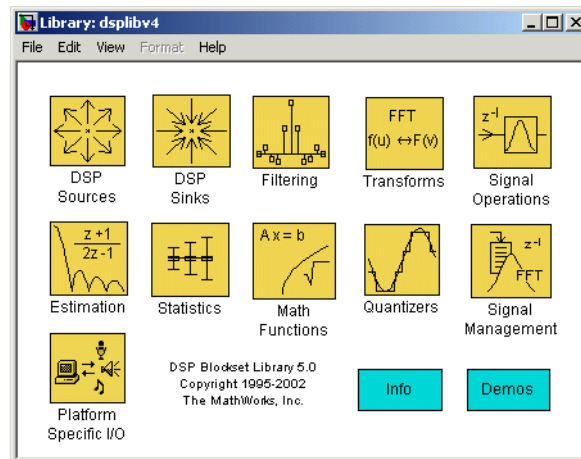 Library: dsplibv4
File Edit View Format Help
DSP
Sources
DSP
Sinks
Filtering
FFT
f(u) ↔F(v)
Transforms
z-1
Signal
Operations
z+1
2z-1
Estimation
Statistics
Ax = b
√
Math
Functions
Quantizers
z-1
FFT
Signal
Management
Platform
Specific I/O
DSP Blockset Library 5.0
Copyright 1995-2002
The MathWorks, Inc.
Info
Demos